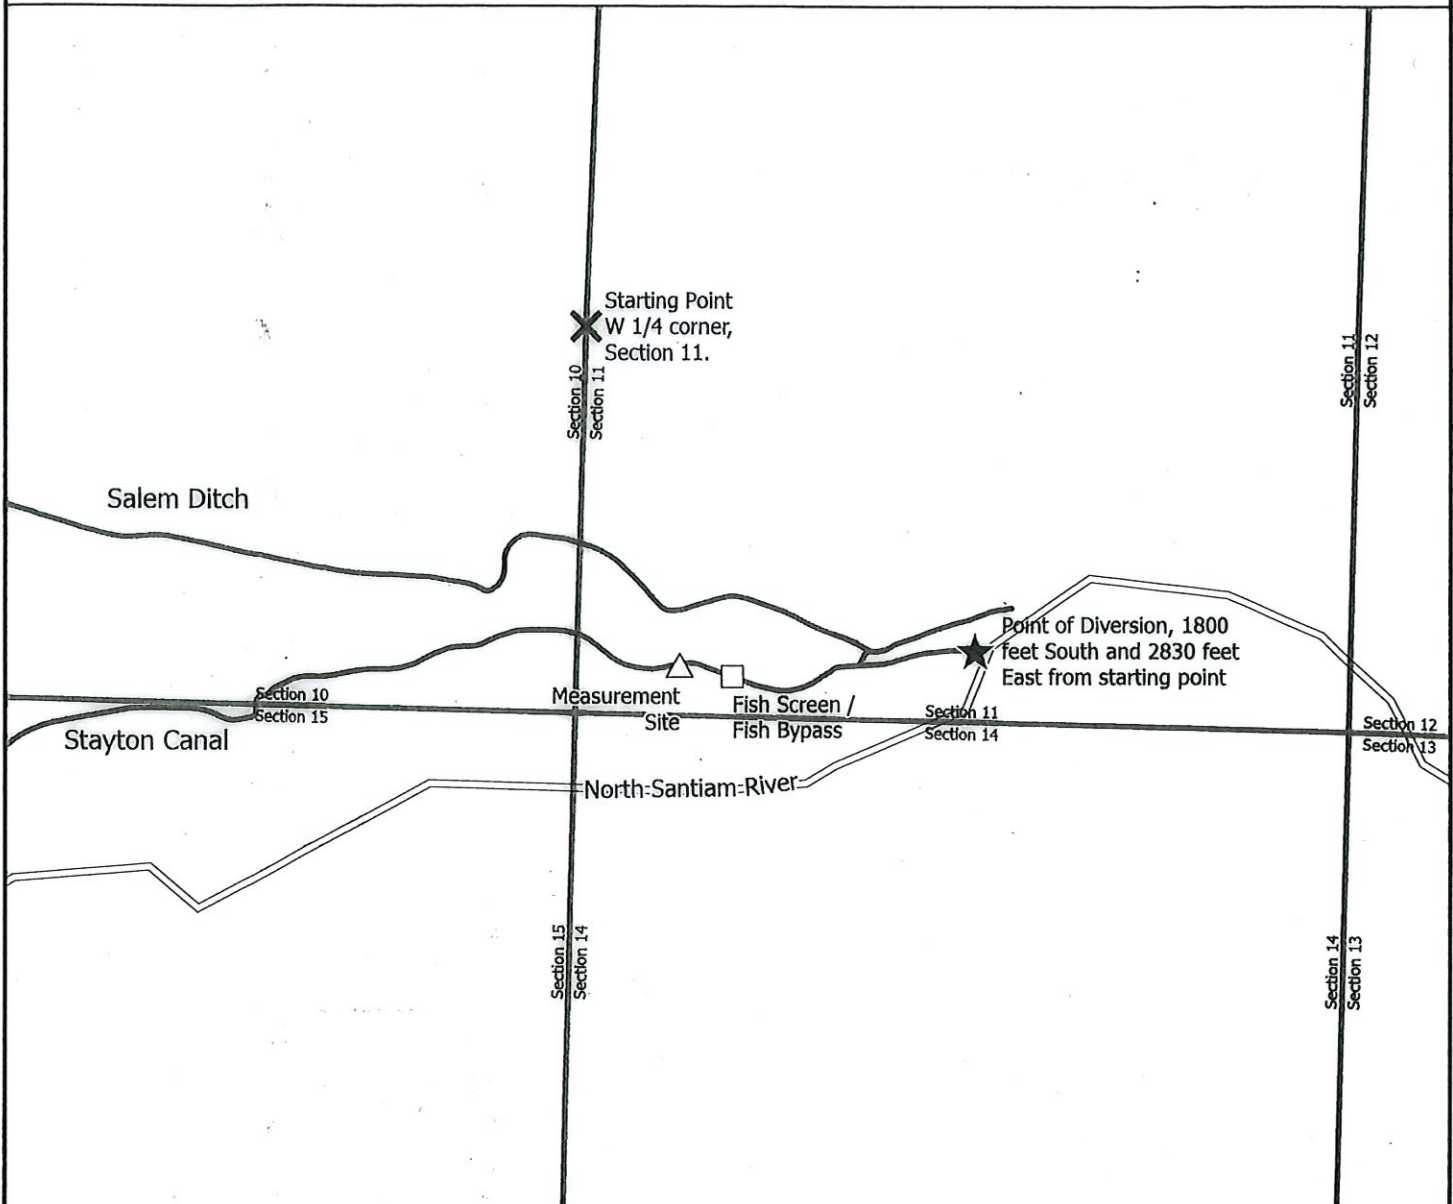 Starting Point
W 1/4 corner,
Section 11.
Section 10
Section 11
Section 11
Section 12
Salem Ditch
Point of Diversion, 1800
feet South and 2830 feet
East from starting point
Section 10
Section 15
Measurement
Site
Fish Screen /
Fish Bypass
Section 11
Section 14
Section 12
Section 13
Stayton Canal
North Santiam River
Section 15
Section 14
Section 14
Section 13